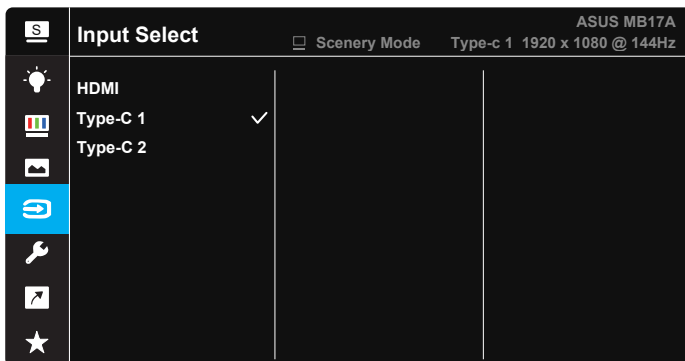 S
Input Select
Scenery Mode
ASUS MB17A
Type-c 1 1920 x 1080 @ 144Hz
HDMI
Type-C 1
Type-C 2